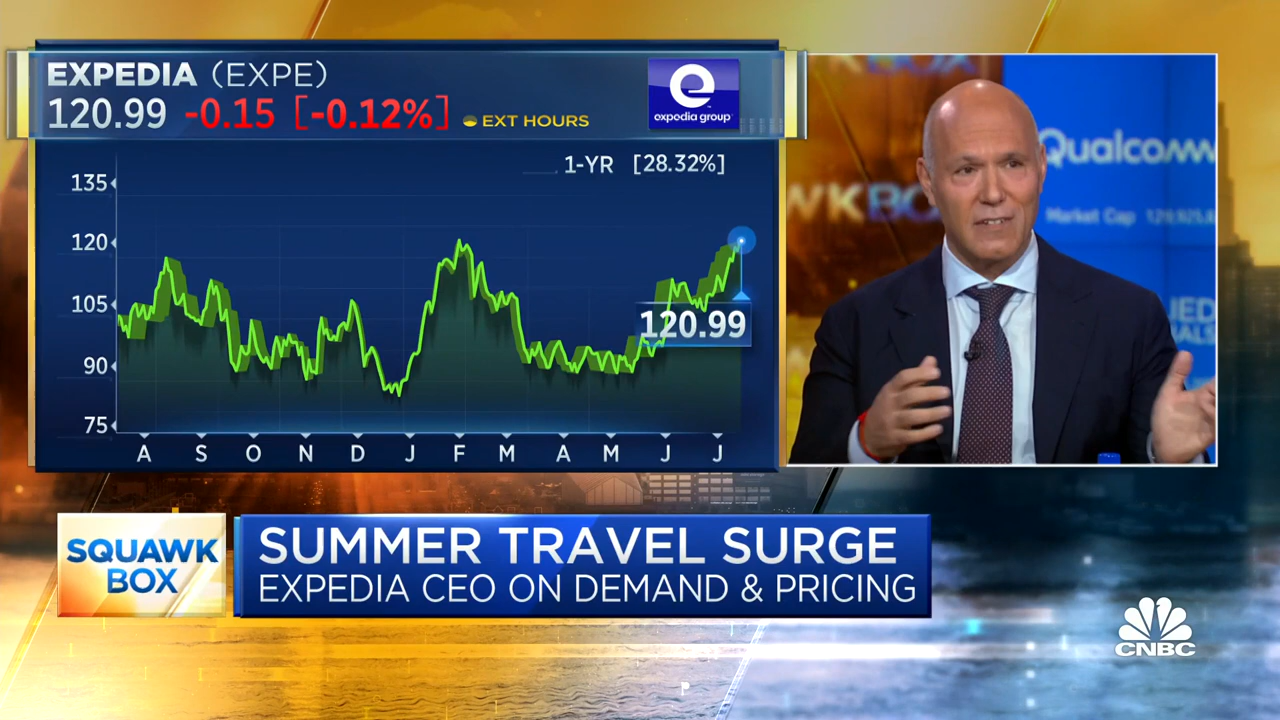 EXPEDIA (EXPE)
120.99 -0.15 [-0.12%] EXT HOURS
e
expedia group
1-YR [28.32%]
135
120
105
90
75
120.99
A S O N D J F M A M J J
Qualcomm
Market Cap
SQUAWK
BOX
SUMMER TRAVEL SURGE
EXPEDIA CEO ON DEMAND & PRICING
CNBC